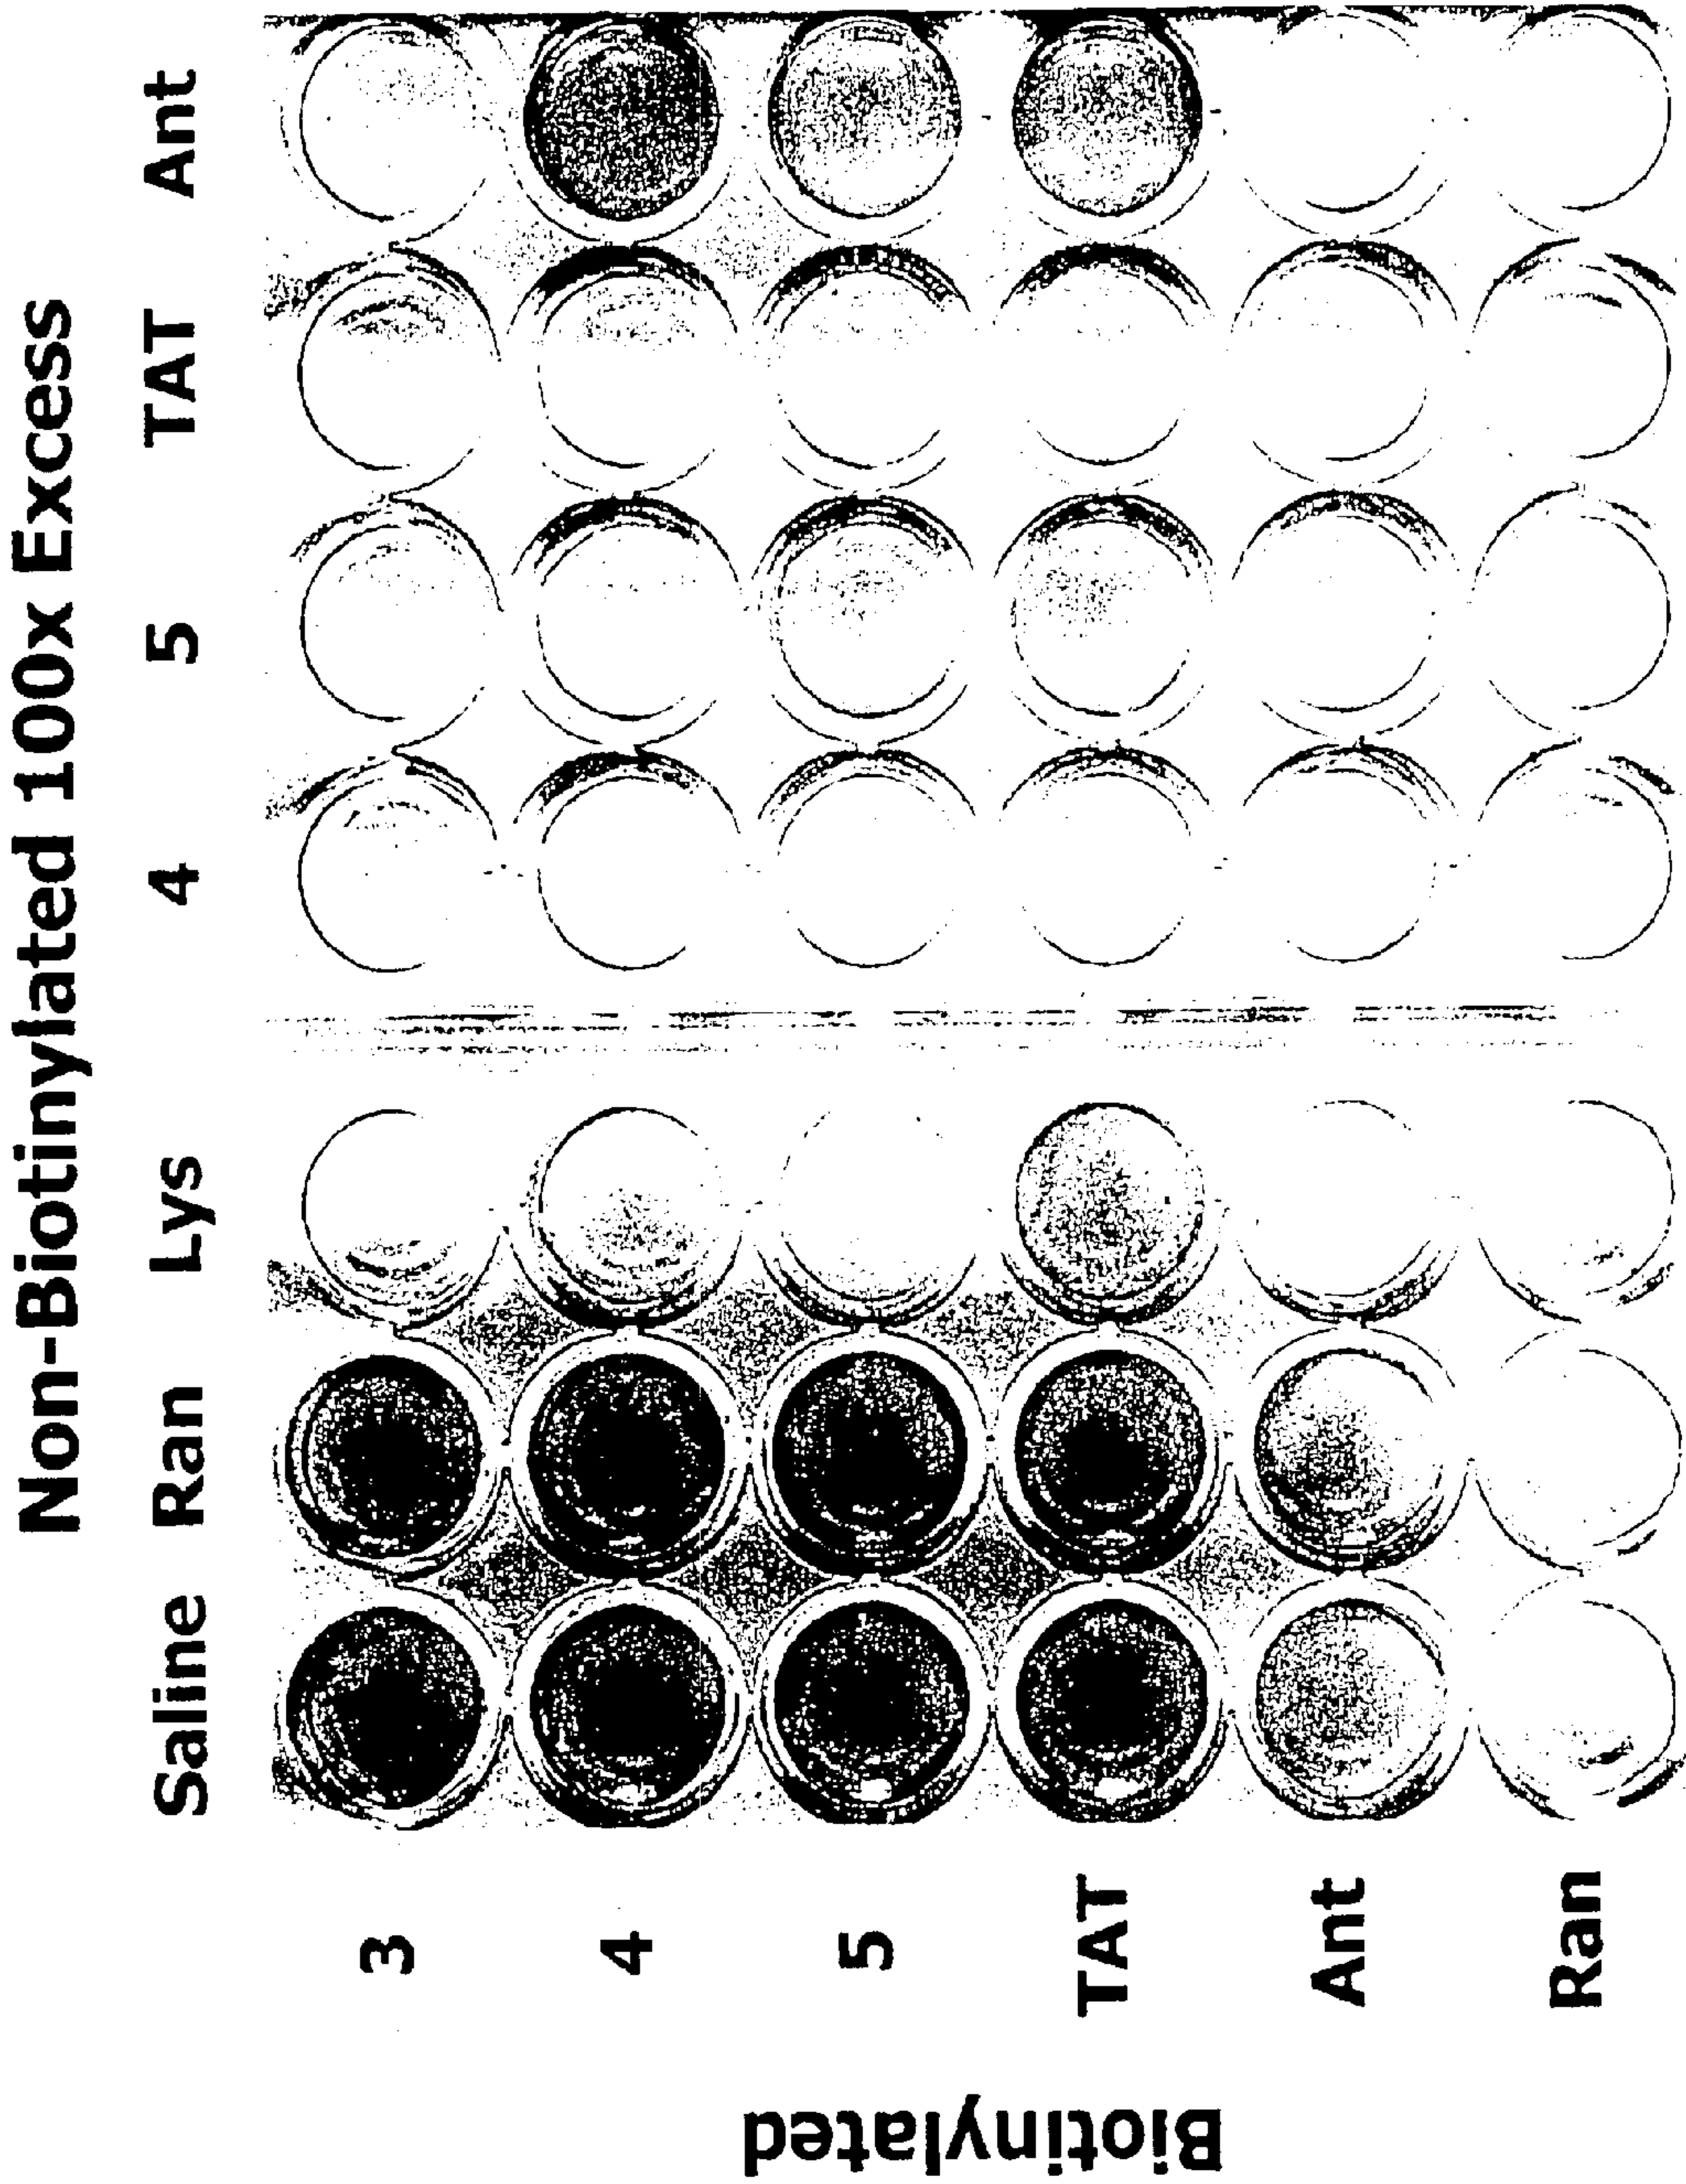 Non-Biotinylated 100x Excess
Saline Ran Lys 4 5 TAT Ant
3
4
5
TAT
Ant
Ran
Biotinylated